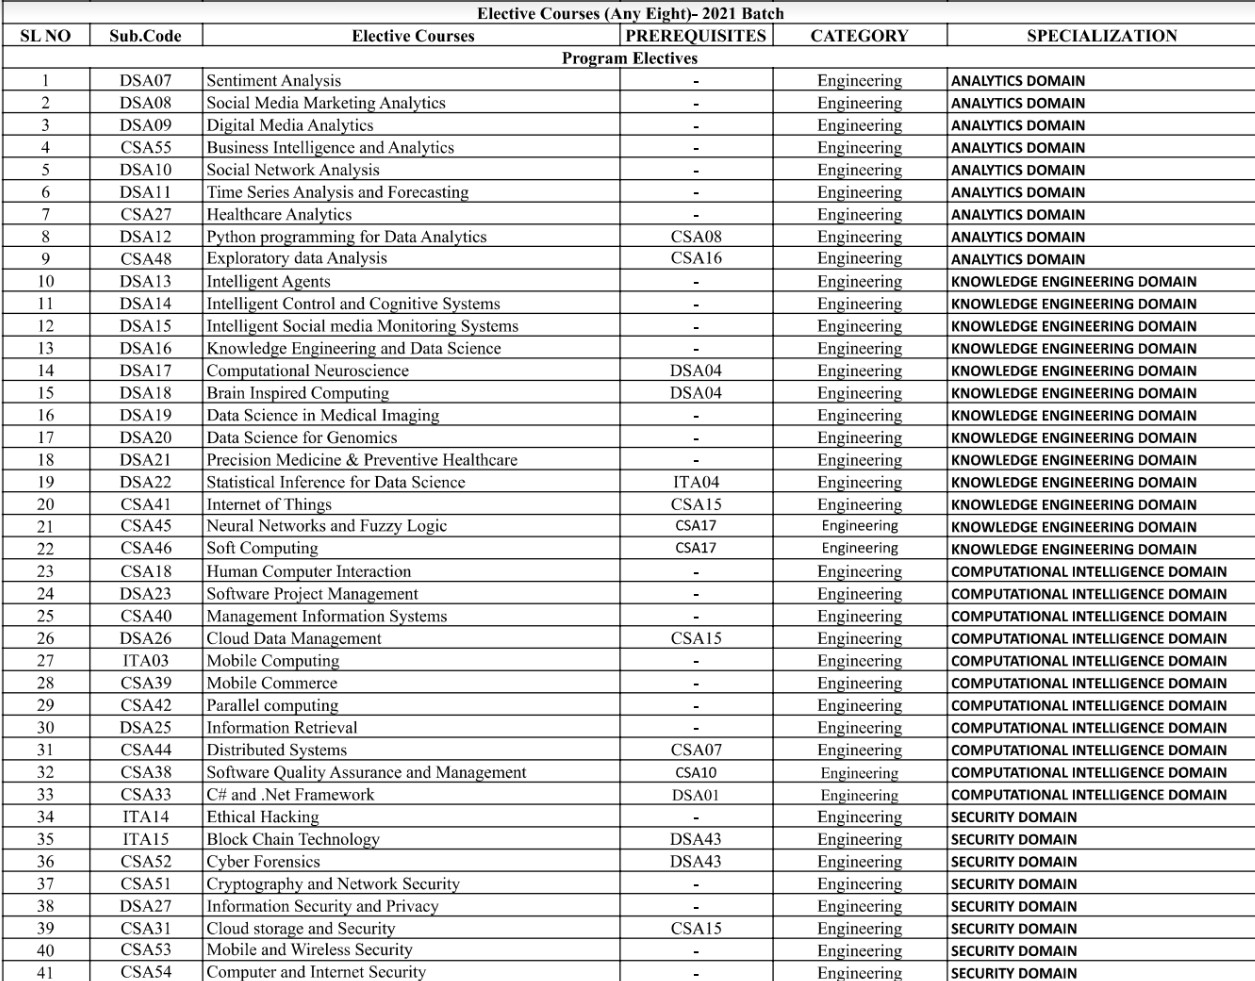 Elective Courses (Any Eight)- 2021 Batch
SL NO Sub.Code Elective Courses PREREQUISITES CATEGORY SPECIALIZATION
Program Electives
1 DSA07 Sentiment Analysis - Engineering ANALYTICS DOMAIN
2 DSA08 Social Media Marketing Analytics - Engineering ANALYTICS DOMAIN
3 DSA09 Digital Media Analytics - Engineering ANALYTICS DOMAIN
4 CSA55 Business Intelligence and Analytics - Engineering ANALYTICS DOMAIN
5 DSA10 Social Network Analysis - Engineering ANALYTICS DOMAIN
6 DSA11 Time Series Analysis and Forecasting - Engineering ANALYTICS DOMAIN
7 CSA27 Healthcare Analytics - Engineering ANALYTICS DOMAIN
8 DSA12 Python programming for Data Analytics CSA08 Engineering ANALYTICS DOMAIN
9 CSA48 Exploratory data Analysis CSA16 Engineering ANALYTICS DOMAIN
10 DSA13 Intelligent Agents - Engineering KNOWLEDGE ENGINEERING DOMAIN
11 DSA14 Intelligent Control and Cognitive Systems - Engineering KNOWLEDGE ENGINEERING DOMAIN
12 DSA15 Intelligent Social media Monitoring Systems - Engineering KNOWLEDGE ENGINEERING DOMAIN
13 DSA16 Knowledge Engineering and Data Science - Engineering KNOWLEDGE ENGINEERING DOMAIN
14 DSA17 Computational Neuroscience DSA04 Engineering KNOWLEDGE ENGINEERING DOMAIN
15 DSA18 Brain Inspired Computing DSA04 Engineering KNOWLEDGE ENGINEERING DOMAIN
16 DSA19 Data Science in Medical Imaging - Engineering KNOWLEDGE ENGINEERING DOMAIN
17 DSA20 Data Science for Genomics - Engineering KNOWLEDGE ENGINEERING DOMAIN
18 DSA21 Precision Medicine & Preventive Healthcare - Engineering KNOWLEDGE ENGINEERING DOMAIN
19 DSA22 Statistical Inference for Data Science ITA04 Engineering KNOWLEDGE ENGINEERING DOMAIN
20 CSA41 Internet of Things CSA15 Engineering KNOWLEDGE ENGINEERING DOMAIN
21 CSA45 Neural Networks and Fuzzy Logic CSA17 Engineering KNOWLEDGE ENGINEERING DOMAIN
22 CSA46 Soft Computing CSA17 Engineering KNOWLEDGE ENGINEERING DOMAIN
23 CSA18 Human Computer Interaction - Engineering COMPUTATIONAL INTELLIGENCE DOMAIN
24 DSA23 Software Project Management - Engineering COMPUTATIONAL INTELLIGENCE DOMAIN
25 CSA40 Management Information Systems - Engineering COMPUTATIONAL INTELLIGENCE DOMAIN
26 DSA26 Cloud Data Management CSA15 Engineering COMPUTATIONAL INTELLIGENCE DOMAIN
27 ITA03 Mobile Computing - Engineering COMPUTATIONAL INTELLIGENCE DOMAIN
28 CSA39 Mobile Commerce - Engineering COMPUTATIONAL INTELLIGENCE DOMAIN
29 CSA42 Parallel computing - Engineering COMPUTATIONAL INTELLIGENCE DOMAIN
30 DSA25 Information Retrieval - Engineering COMPUTATIONAL INTELLIGENCE DOMAIN
31 CSA44 Distributed Systems CSA07 Engineering COMPUTATIONAL INTELLIGENCE DOMAIN
32 CSA38 Software Quality Assurance and Management CSA10 Engineering COMPUTATIONAL INTELLIGENCE DOMAIN
33 CSA33 C# and .Net Framework DSA01 Engineering COMPUTATIONAL INTELLIGENCE DOMAIN
34 ITA14 Ethical Hacking - Engineering SECURITY DOMAIN
35 ITA15 Block Chain Technology DSA43 Engineering SECURITY DOMAIN
36 CSA52 Cyber Forensics DSA43 Engineering SECURITY DOMAIN
37 CSA51 Cryptography and Network Security - Engineering SECURITY DOMAIN
38 DSA27 Information Security and Privacy - Engineering SECURITY DOMAIN
39 CSA31 Cloud storage and Security CSA15 Engineering SECURITY DOMAIN
40 CSA53 Mobile and Wireless Security - Engineering SECURITY DOMAIN
41 CSA54 Computer and Internet Security - Engineering SECURITY DOMAIN